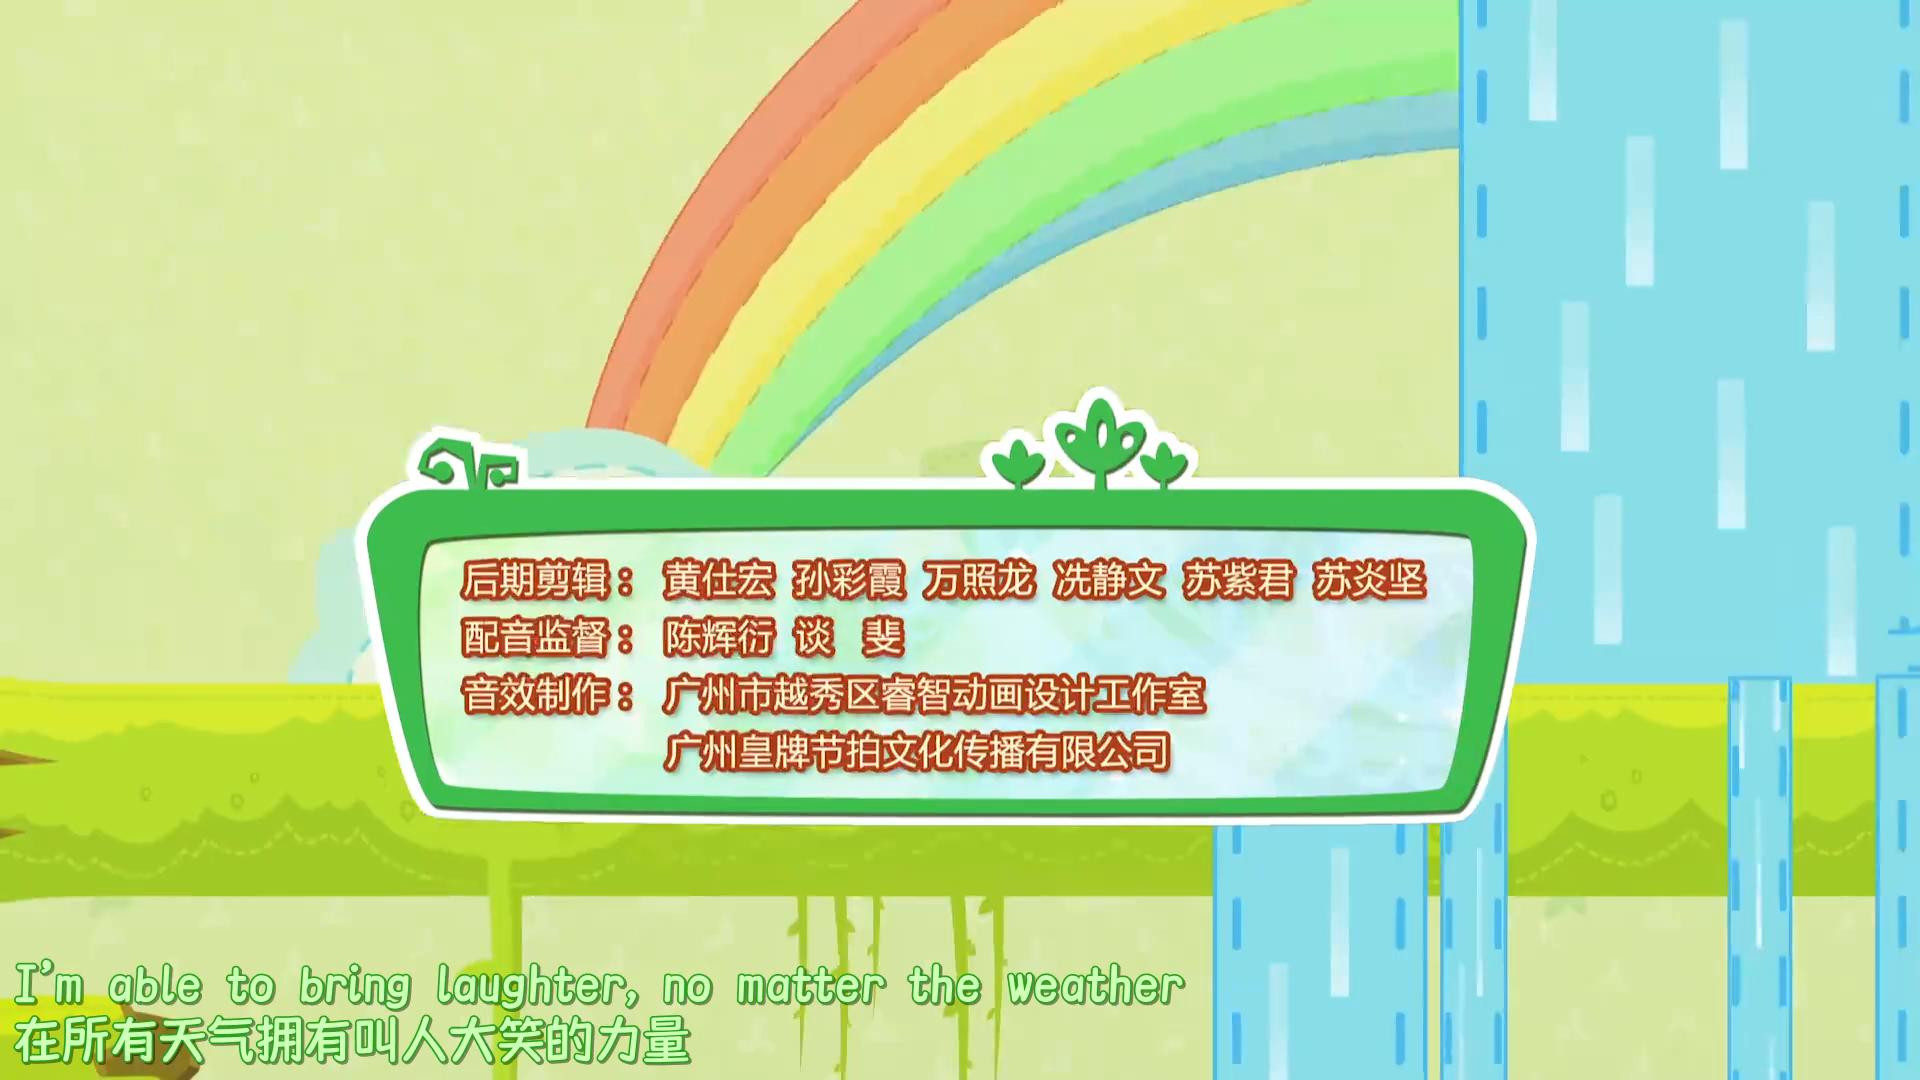 后期剪辑： 黄仕宏 孙彩霞 万照龙 冼静文 苏紫君 苏炎坚
配音监督： 陈辉衍 谈 斐
音效制作： 广州市越秀区睿智动画设计工作室
广州皇牌节拍文化传播有限公司
I'm able to bring laughter, no matter the weather
在所有天气拥有叫人大笑的力量